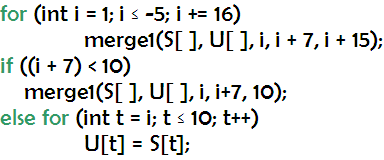 for (int i = 1; i ≤ -5; i += 16)
merge1(S[ ], U[ ], i, i + 7, i + 15);
if ((i + 7) < 10)
merge1(S[ ], U[ ], i, i+7, 10);
else for (int t = i; t ≤ 10; t++)
U[t] = S[t];